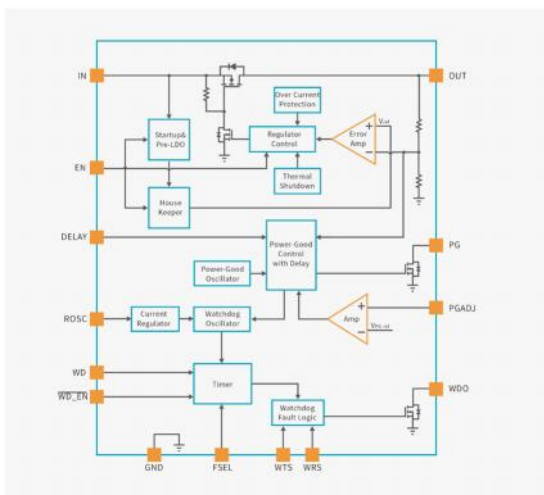 IN
OUT
Over Current
Protection
Vref
Startup&
Pre-LDO
Regulator
Control
Error
Amp
EN
Thermal
Shutdown
House
Keeper
DELAY
Power-Good
Control
with Delay
PG
Power-Good
Oscillator
ROSC
Current
Regulator
Watchdog
Oscillator
Amp
PGADJ
WD
Timer
WD_EN
Watchdog
Fault Logic
WDO
GND
FSEL
WTS
WRS